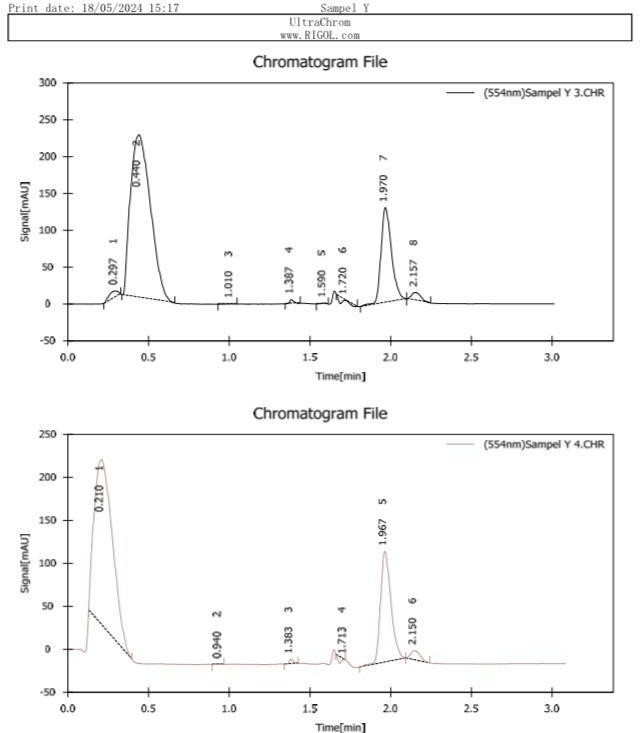 Print date: 18/05/2024 15:17 Sampel Y
UltraChrom
www.RIGOL.com
Chromatogram File
(554nm)Sampel Y 3.CHR
300
250
200
150
100
50
0
-50
Signal[mAU]
0.297 1
0.440 2
1.010 3
1.387 4
1.590 5
1.720 6
1.970 7
2.157 8
0.0 0.5 1.0 1.5 2.0 2.5 3.0
Time[min]
Chromatogram File
(554nm)Sampel Y 4.CHR
250
200
150
100
50
0
-50
Signal[mAU]
0.210 1
0.940 2
1.383 3
1.713 4
1.967 5
2.150 6
0.0 0.5 1.0 1.5 2.0 2.5 3.0
Time[min]